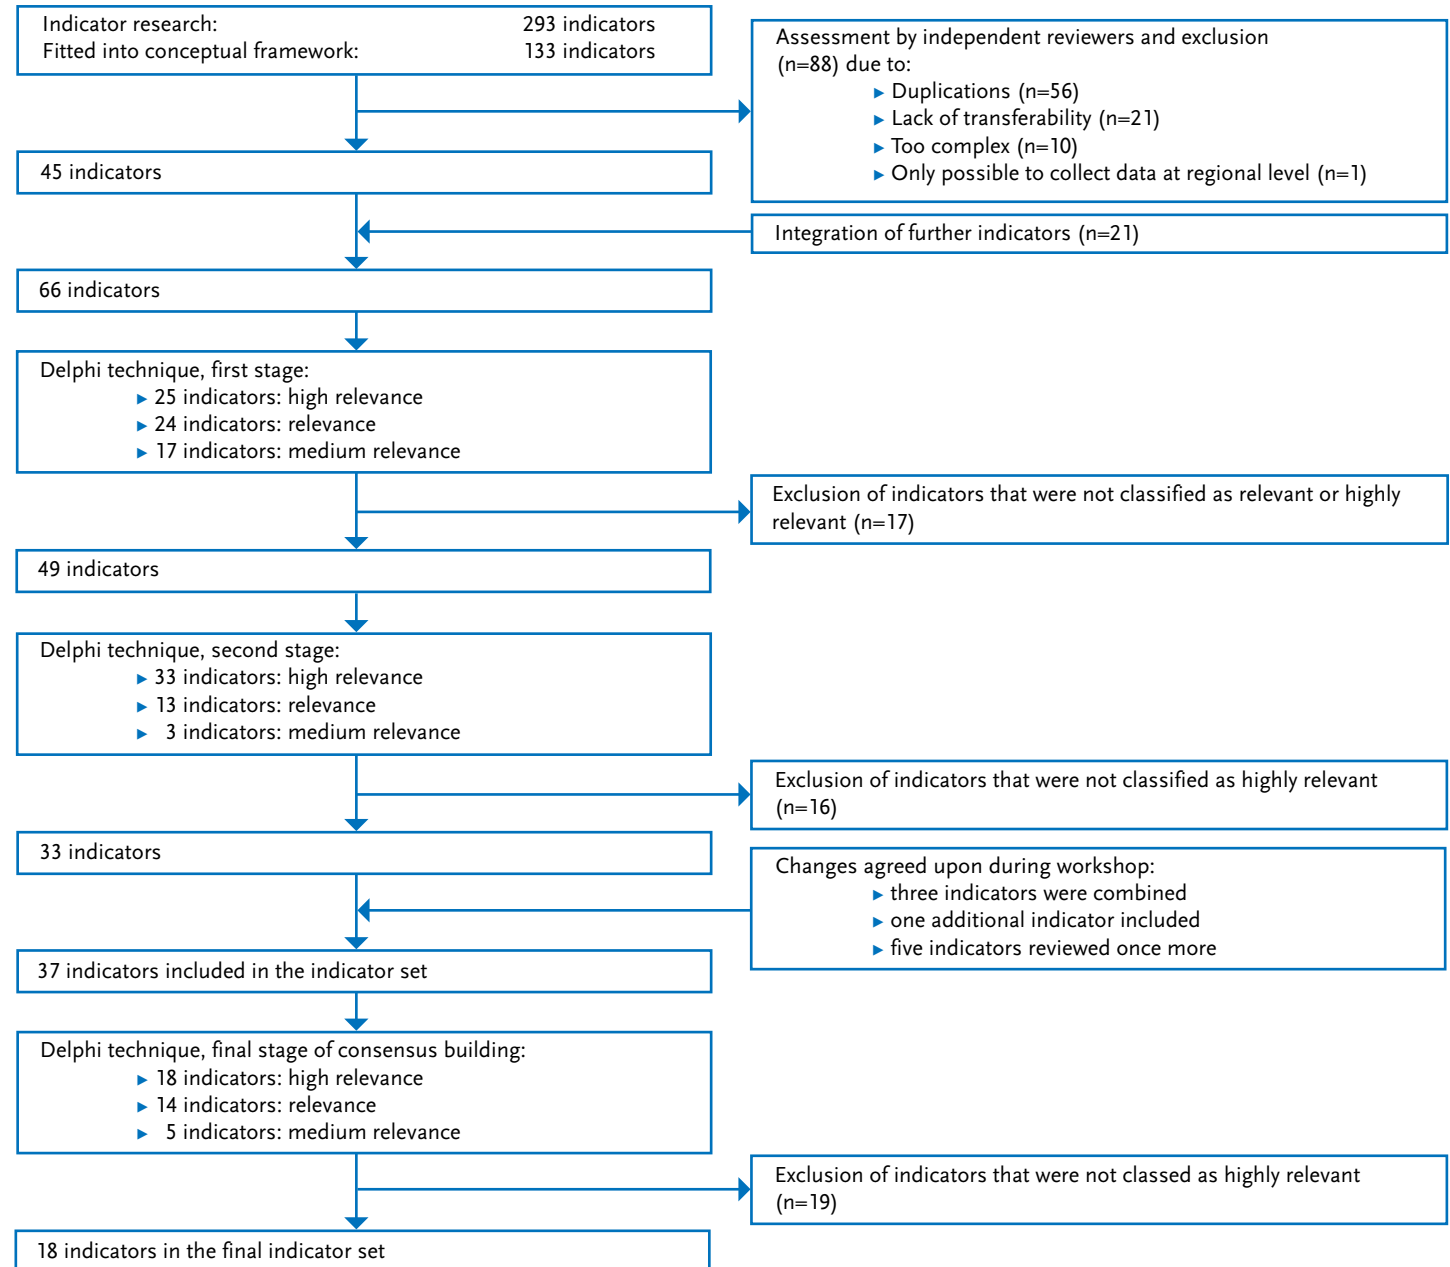 Indicator research: 293 indicators
Fitted into conceptual framework: 133 indicators
Assessment by independent reviewers and exclusion
(n=88) due to:
► Duplications (n=56)
► Lack of transferability (n=21)
► Too complex (n=10)
► Only possible to collect data at regional level (n=1)
45 indicators
Integration of further indicators (n=21)
66 indicators
Delphi technique, first stage:
► 25 indicators: high relevance
► 24 indicators: relevance
► 17 indicators: medium relevance
Exclusion of indicators that were not classified as relevant or highly
relevant (n=17)
49 indicators
Delphi technique, second stage:
► 33 indicators: high relevance
► 13 indicators: relevance
► 3 indicators: medium relevance
Exclusion of indicators that were not classified as highly relevant
(n=16)
33 indicators
Changes agreed upon during workshop:
► three indicators were combined
► one additional indicator included
► five indicators reviewed once more
37 indicators included in the indicator set
Delphi technique, final stage of consensus building:
► 18 indicators: high relevance
► 14 indicators: relevance
► 5 indicators: medium relevance
Exclusion of indicators that were not classed as highly relevant
(n=19)
18 indicators in the final indicator set